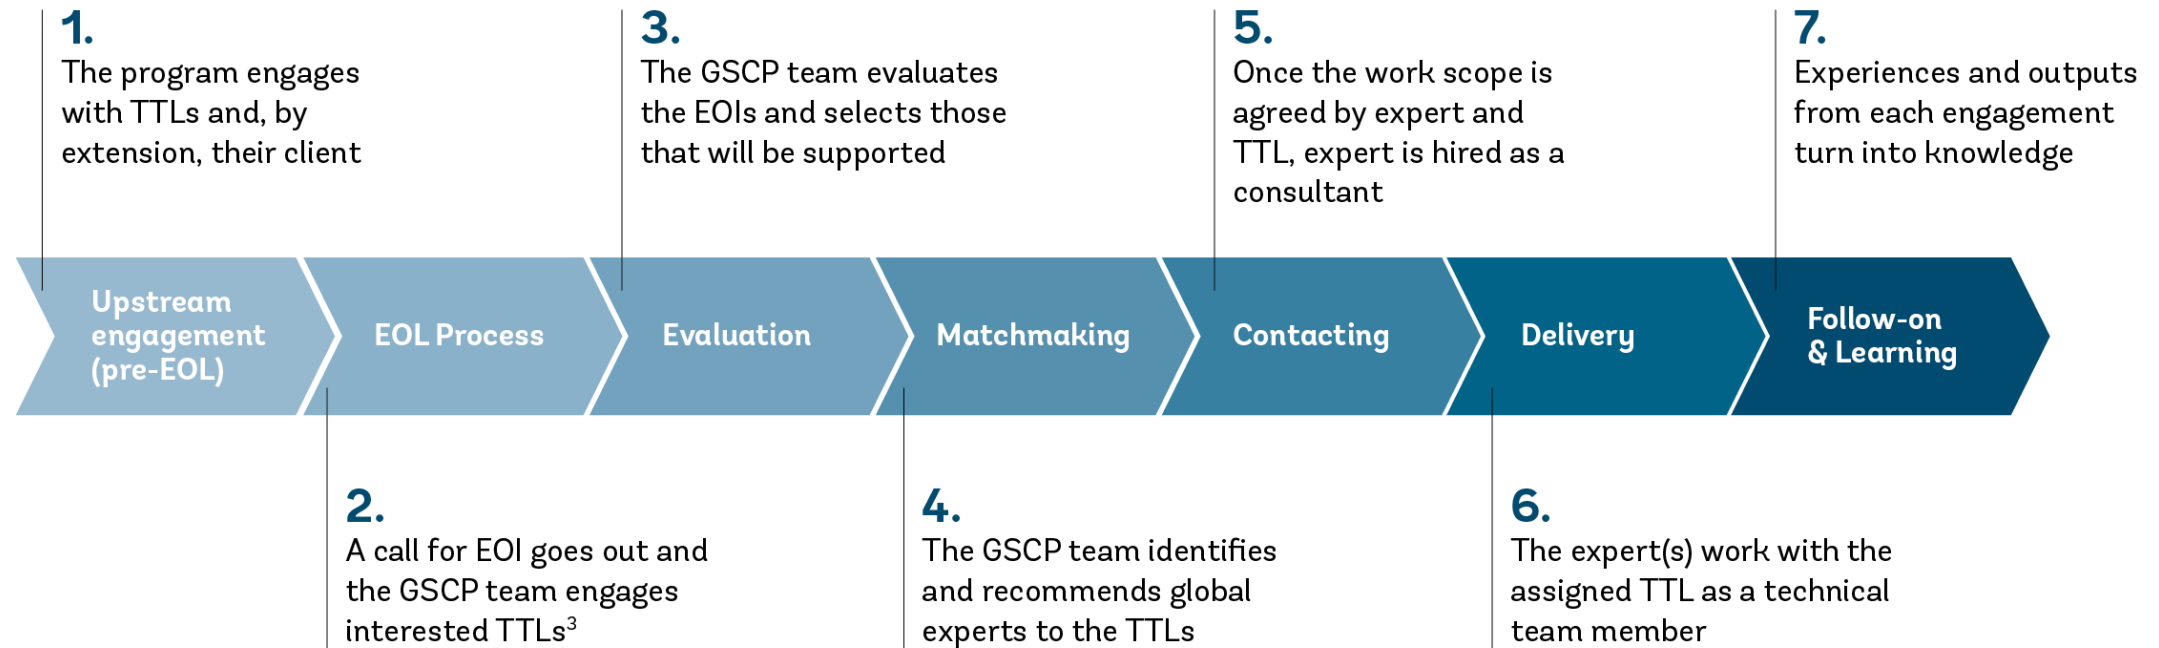 1.
The program engages
with TTLs and, by
extension, their client
3.
The GSCP team evaluates
the EOIs and selects those
that will be supported
5.
Once the work scope is
agreed by expert and
TTL, expert is hired as a
consultant
7.
Experiences and outputs
from each engagement
turn into knowledge
Upstream
engagement
(pre-EOL)
EOL Process
Evaluation
Matchmaking
Contacting
Delivery
Follow-on
& Learning
2.
A call for EOI goes out and
the GSCP team engages
interested TTLs³
4.
The GSCP team identifies
and recommends global
experts to the TTLs
6.
The expert(s) work with the
assigned TTL as a technical
team member